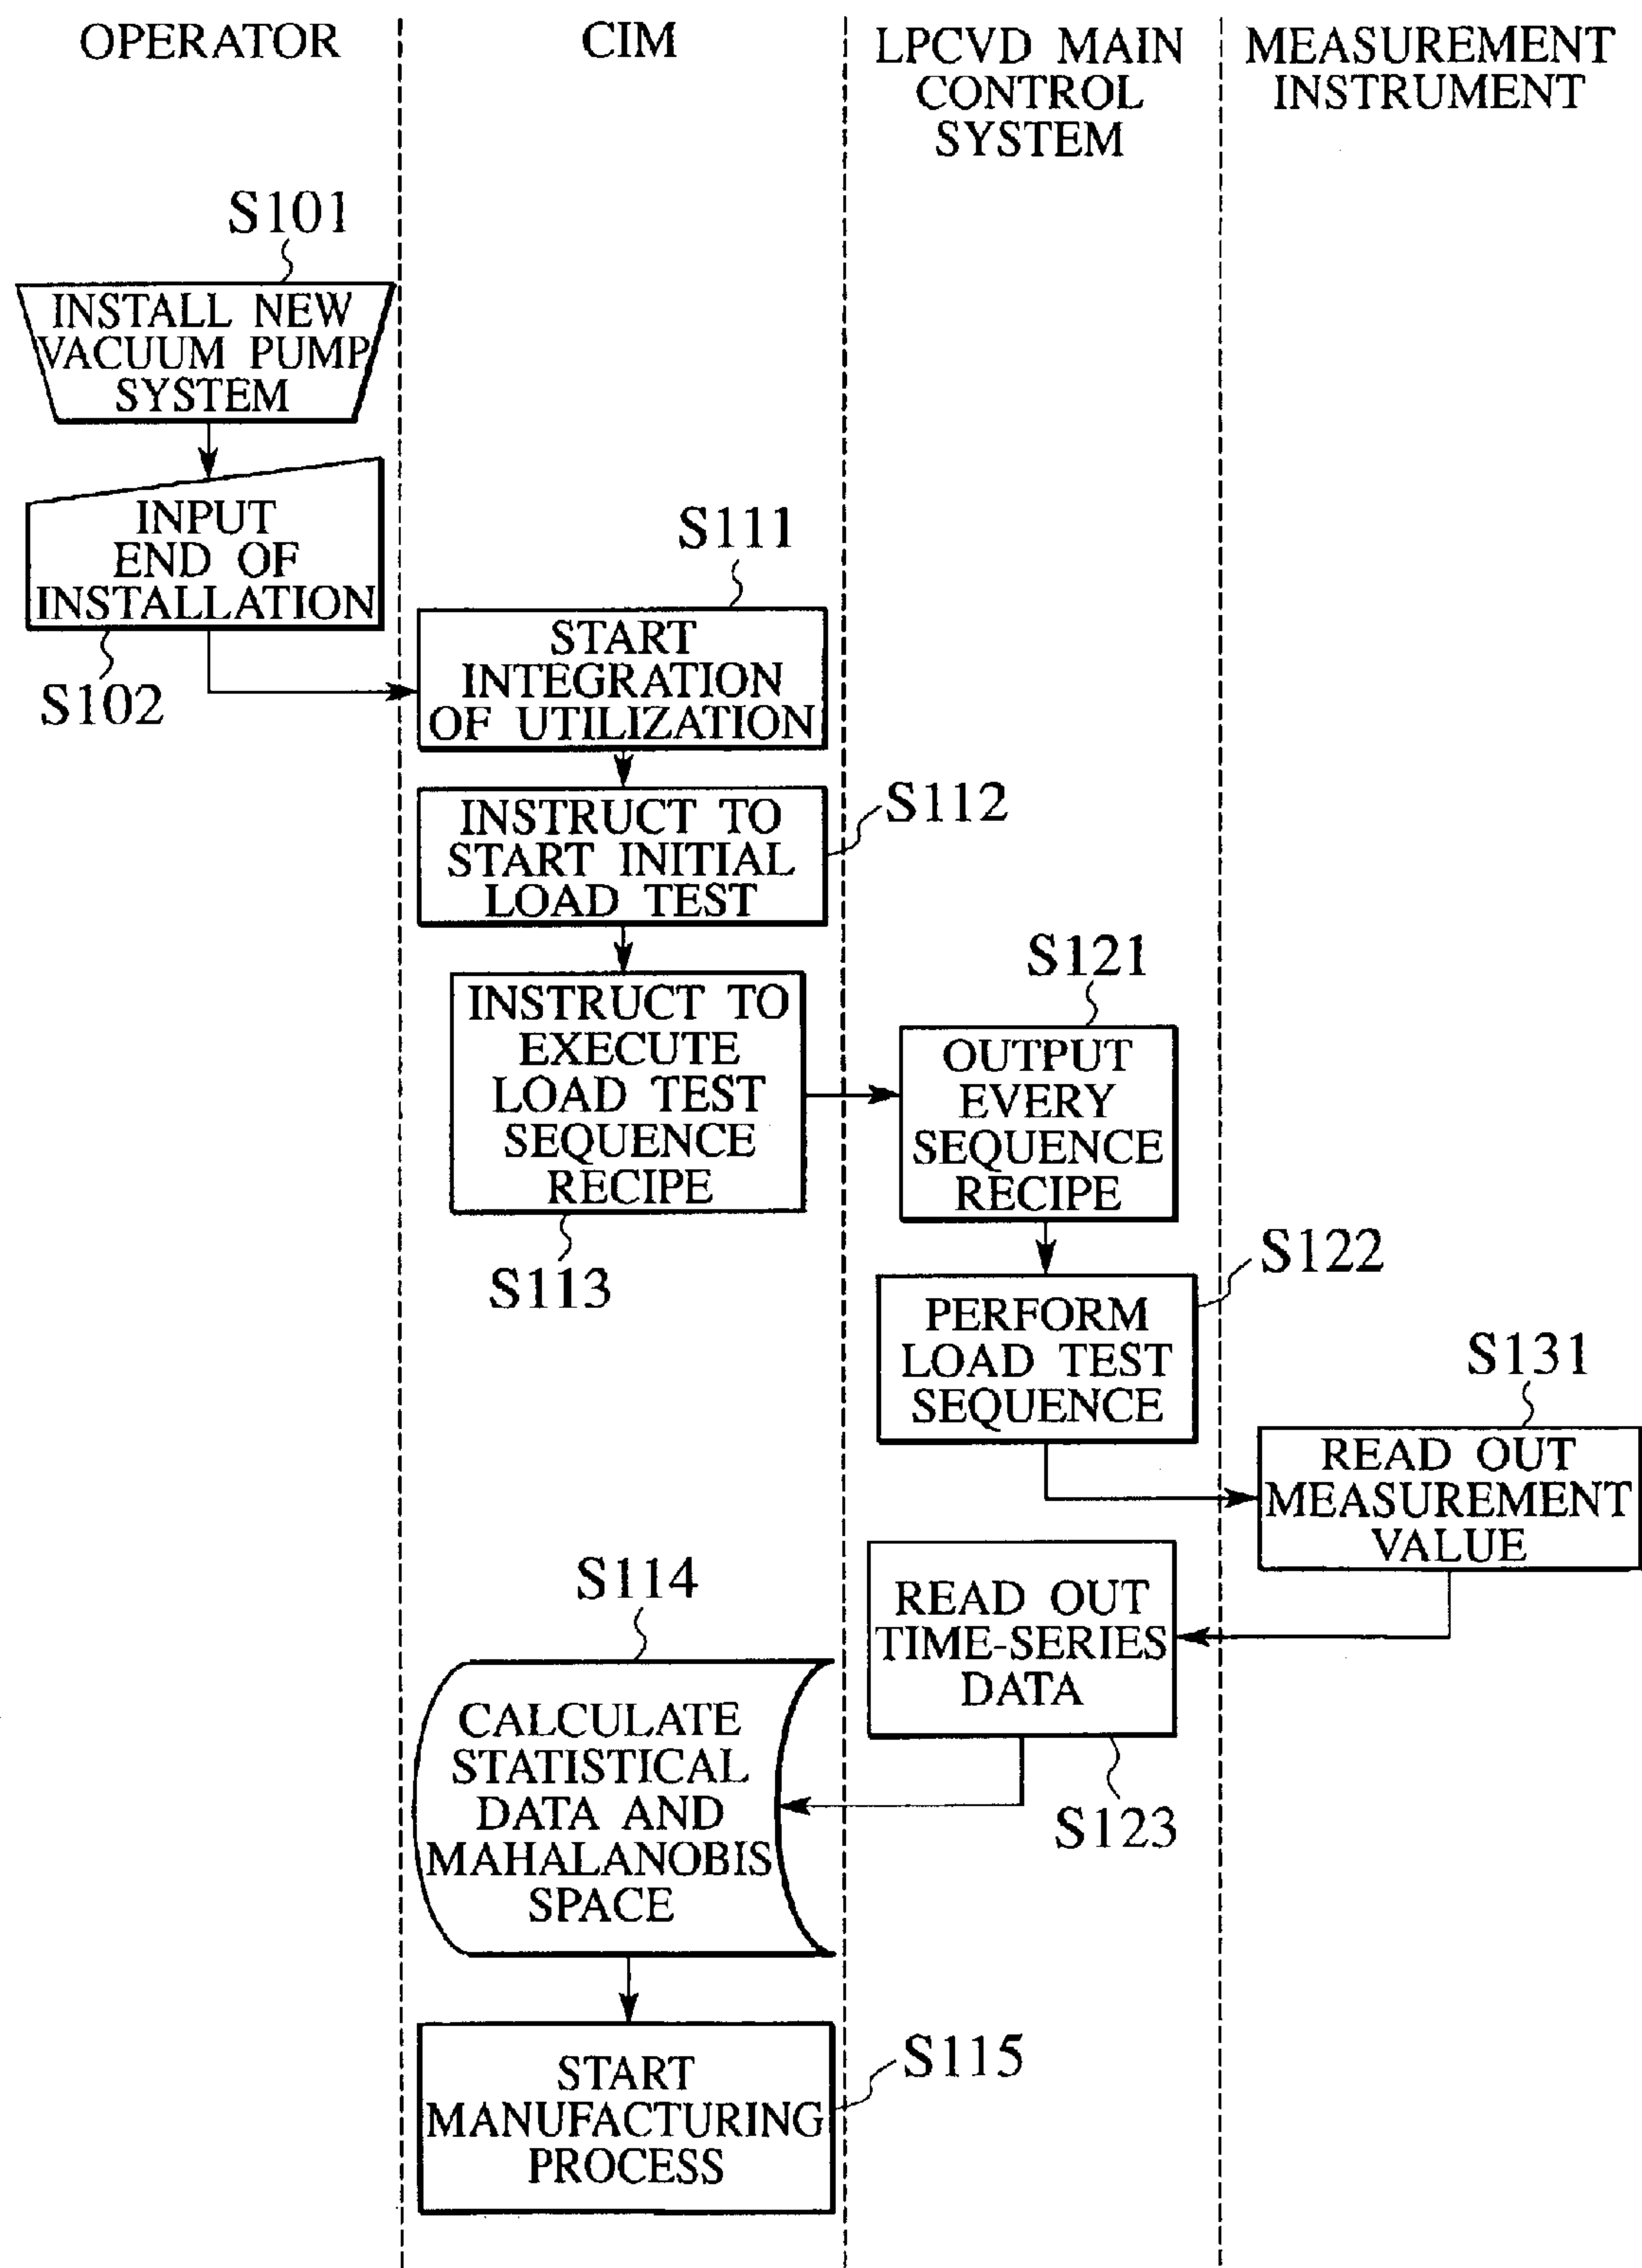 OPERATOR
CIM
LPCVD MAIN
CONTROL
SYSTEM
MEASUREMENT
INSTRUMENT
S101
INSTALL NEW
VACUUM PUMP
SYSTEM
INPUT
END OF
INSTALLATION
S102
S111
START
INTEGRATION
OF UTILIZATION
INSTRUCT TO
START INITIAL
LOAD TEST
S112
INSTRUCT TO
EXECUTE
LOAD TEST
SEQUENCE
RECIPE
S113
S121
OUTPUT
EVERY
SEQUENCE
RECIPE
S122
PERFORM
LOAD TEST
SEQUENCE
S131
READ OUT
MEASUREMENT
VALUE
READ OUT
TIME-SERIES
DATA
S123
S114
CALCULATE
STATISTICAL
DATA AND
MAHALANOBIS
SPACE
START
MANUFACTURING
PROCESS
S115